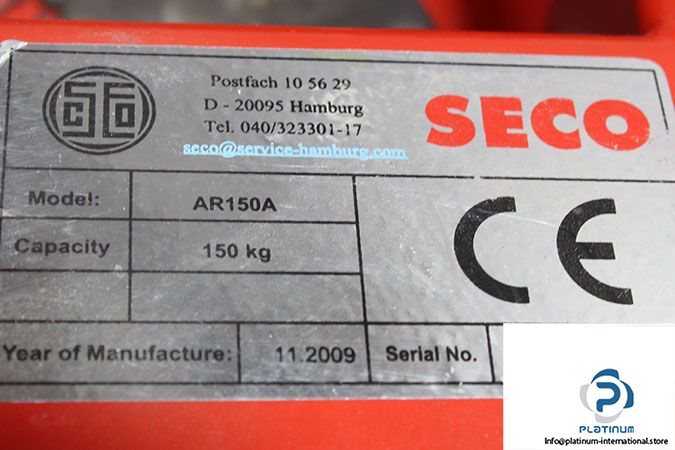 Postfach 10 56 29
D - 20095 Hamburg
Tel. 040/323301-17
seco@service-hamburg.com
SECO
Model: AR150A
Capacity 150 kg
CE
Year of Manufacture: 11.2009 Serial No.
PLATINUM
Info@platinum-international.store